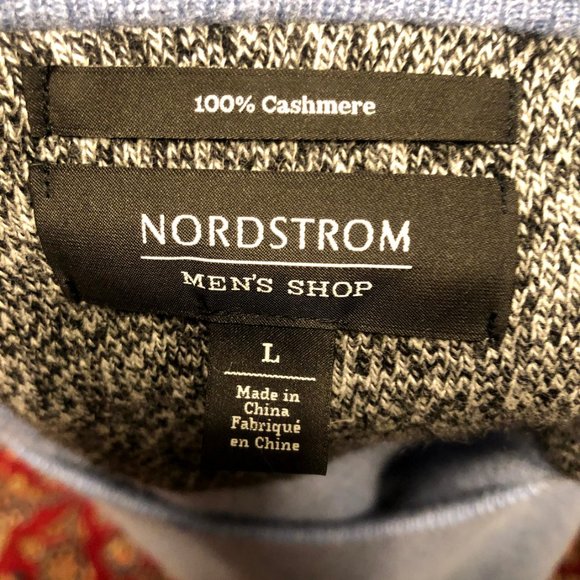 100% Cashmere
NORDSTROM
MEN'S SHOP
L
Made in
China
Fabriqué
en Chine